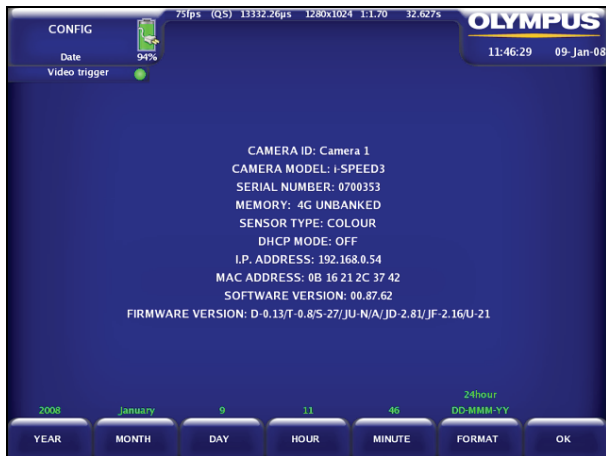 CONFIG
75fps (QS) 13332.26µs 1280x1024 1:1.70 32.627s
OLYMPUS
Date
94%
11:46:29 09-Jan-08
Video trigger
CAMERA ID: Camera 1
CAMERA MODEL: i-SPEED3
SERIAL NUMBER: 0700353
MEMORY: 4G UNBANKED
SENSOR TYPE: COLOUR
DHCP MODE: OFF
I.P. ADDRESS: 192.168.0.54
MAC ADDRESS: 0B 16 21 2C 37 42
SOFTWARE VERSION: 00.87.62
FIRMWARE VERSION: D-0.13/T-0.8/S-27/JU-N/A/JD-2.81/JF-2.16/U-21
24hour
2008 January 9 11 46 DD-MMM-YY
YEAR MONTH DAY HOUR MINUTE FORMAT OK